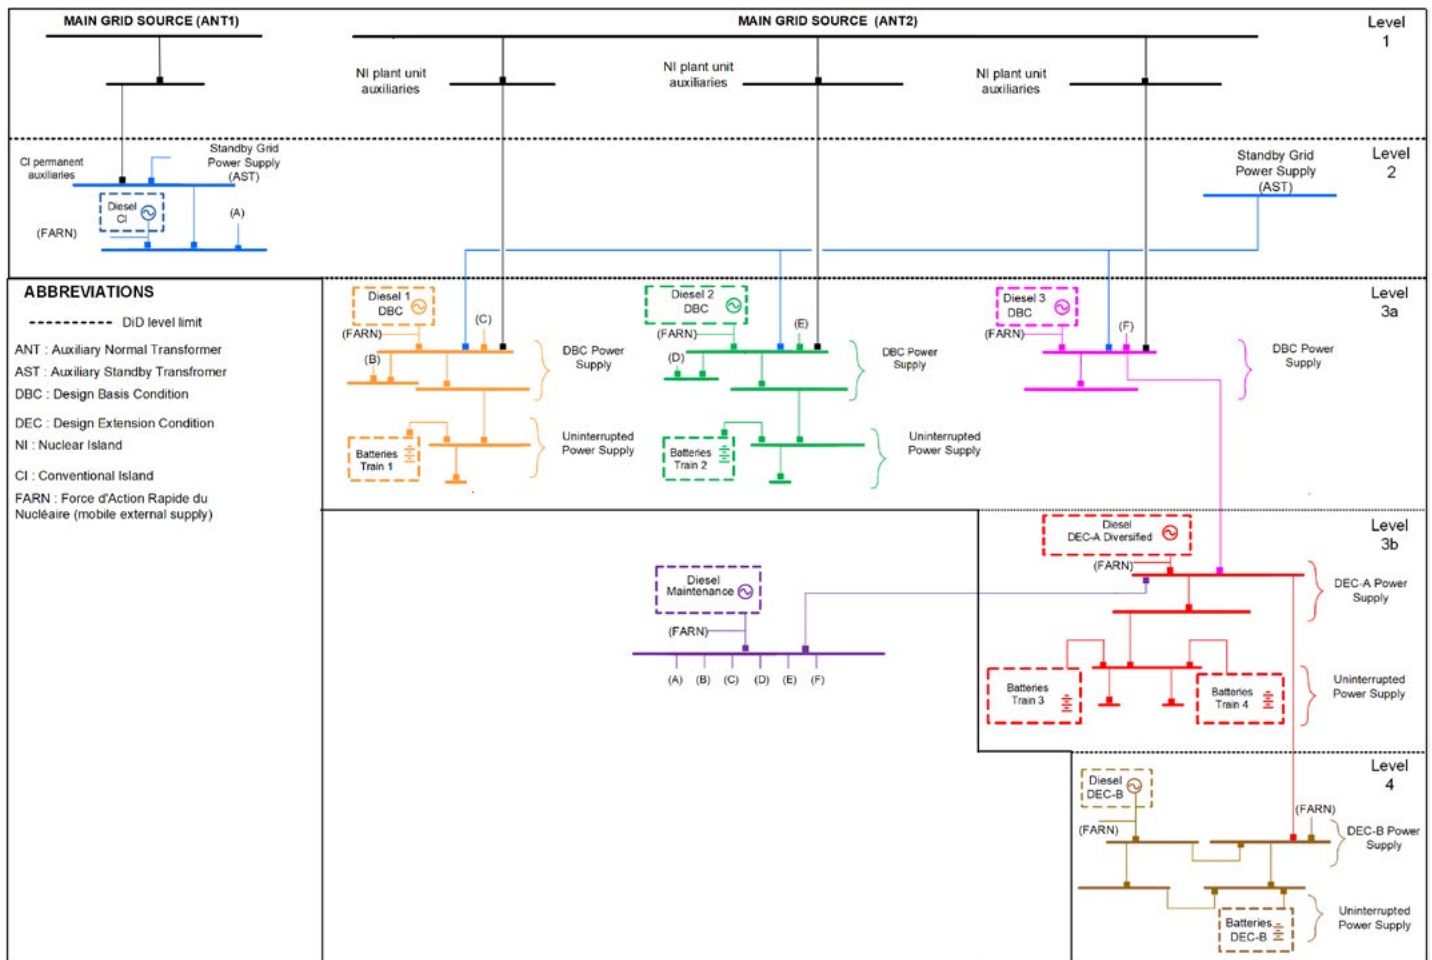 MAIN GRID SOURCE (ANT1)
MAIN GRID SOURCE (ANT2)
Level
1
NI plant unit
auxiliaries
NI plant unit
auxiliaries
NI plant unit
auxiliaries
CI permanent
auxiliaries
Standby Grid
Power Supply
(AST)
Standby Grid
Power Supply
(AST)
Level
2
Diesel
CI
(A)
(FARN)
ABBREVIATIONS
DiD level limit
ANT : Auxiliary Normal Transformer
AST : Auxiliary Standby Transfromer
DBC : Design Basis Condition
DEC : Design Extension Condition
NI : Nuclear Island
CI : Conventional Island
FARN : Force d'Action Rapide du
Nucléaire (mobile external supply)
Diesel 1
DBC
(FARN)
(C)
(B)
DBC Power
Supply
Batteries
Train 1
Uninterrupted
Power Supply
Diesel 2
DBC
(FARN)
(E)
(D)
DBC Power
Supply
Batteries
Train 2
Uninterrupted
Power Supply
Diesel 3
DBC
(FARN)
(F)
DBC Power
Supply
Level
3a
Diesel
DEC-A Diversified
(FARN)
Level
3b
DEC-A Power
Supply
Diesel
Maintenance
(FARN)
(A) (B) (C) (D) (E) (F)
Batteries
Train 3
Batteries
Train 4
Uninterrupted
Power Supply
Level
4
Diesel
DEC-B
(FARN)
(FARN)
DEC-B Power
Supply
Batteries
DEC-B
Uninterrupted
Power Supply